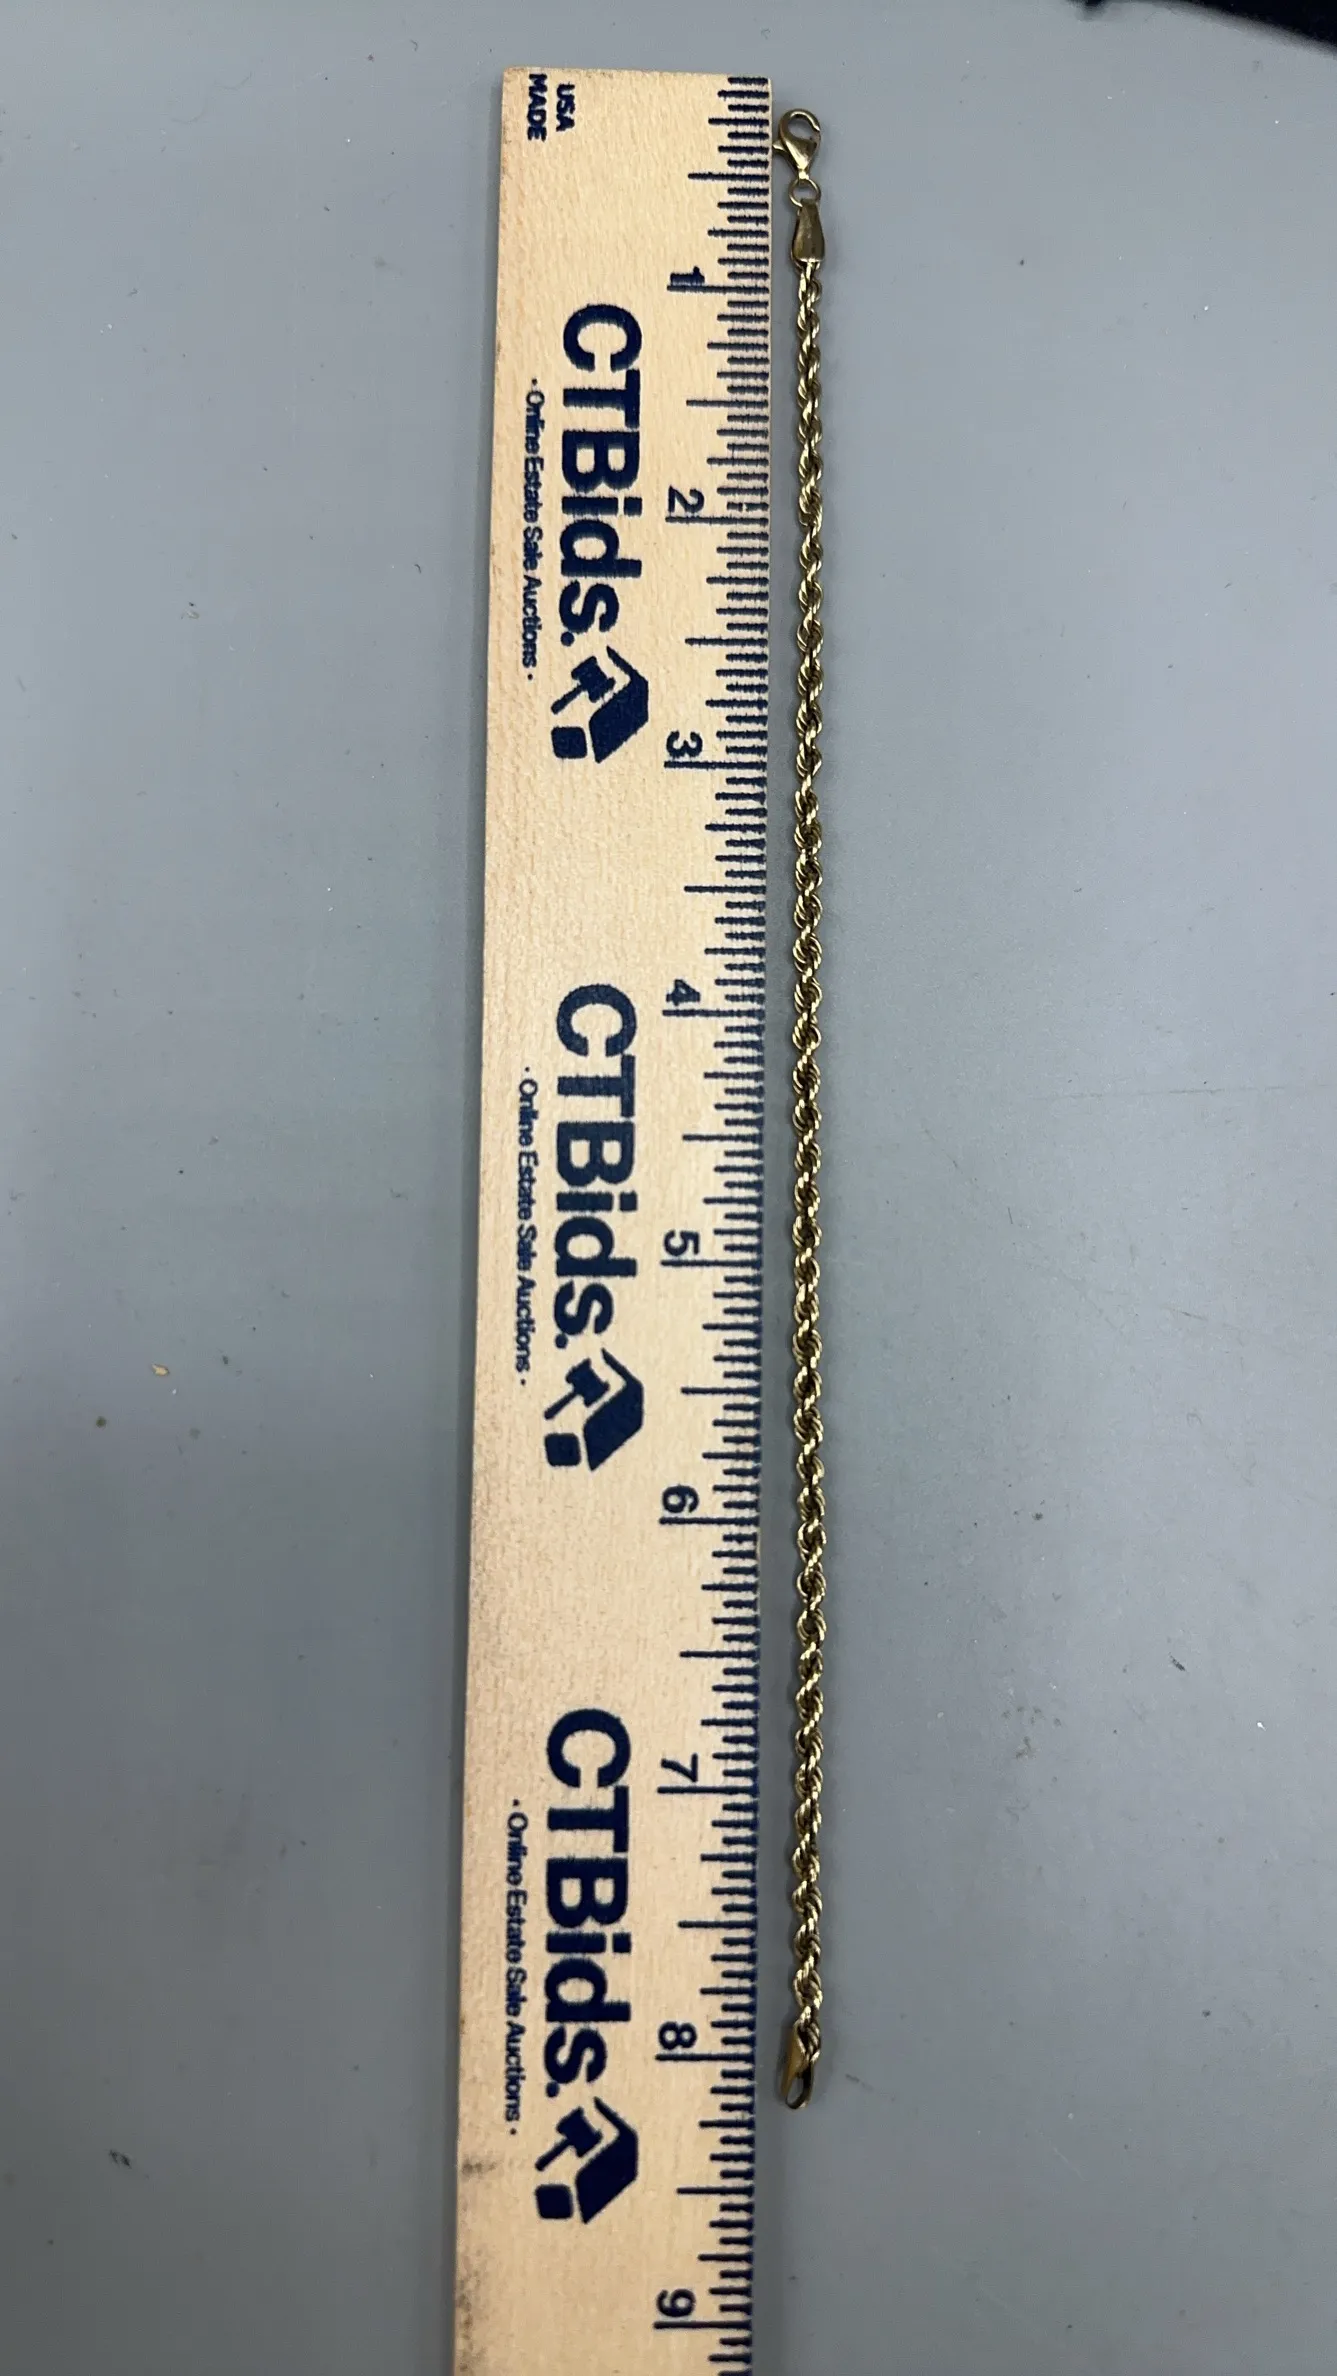 USA
MADE
1
CTBids.
· Online Estate Sale Auctions ·
2
3
4
CTBids.
· Online Estate Sale Auctions ·
5
6
7
CTBids.
· Online Estate Sale Auctions ·
8
9